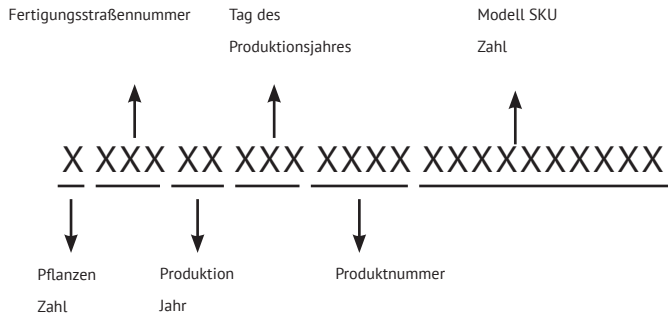 Fertigungsstraßennummer
Tag des
Produktionsjahres
Modell SKU
Zahl
X XXX XX XXX XXXX XXXXXXXXXX
Pflanzen
Zahl
Produktion
Jahr
Produktnummer